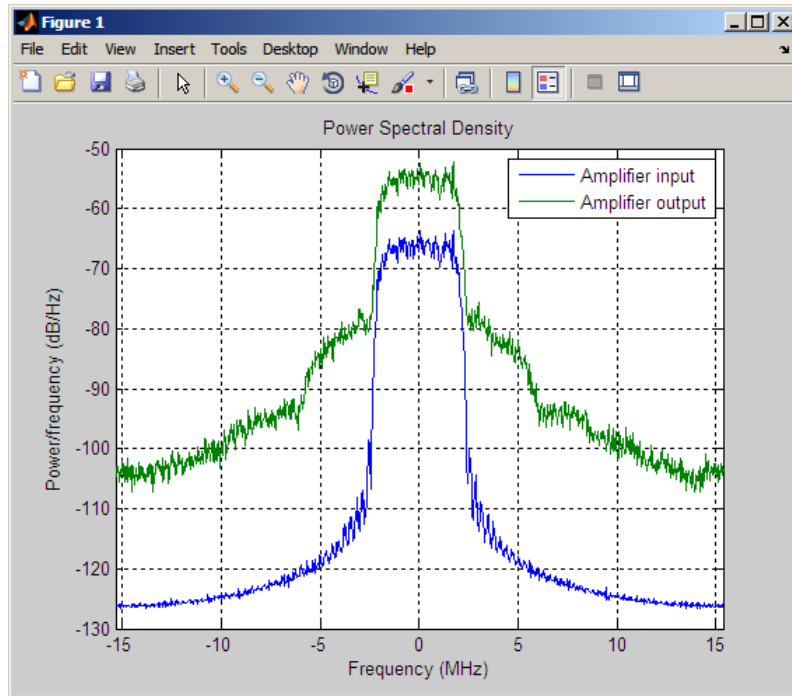 Figure 1
File Edit View Insert Tools Desktop Window Help
Power Spectral Density
Amplifier input
Amplifier output
Power/frequency (dB/Hz)
-50
-60
-70
-80
-90
-100
-110
-120
-130
-15 -10 -5 0 5 10 15
Frequency (MHz)